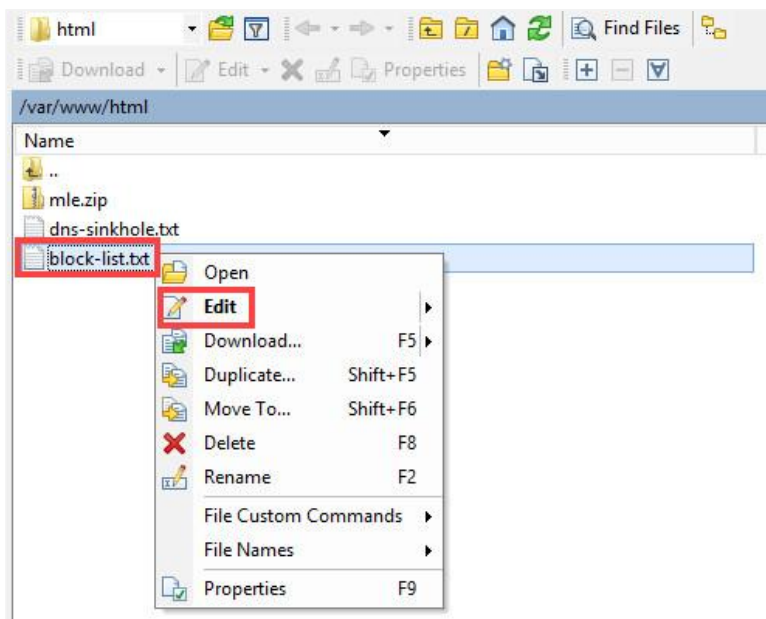 html Find Files
Download Edit Properties
/var/www/html
Name
..
mle.zip
dns-sinkhole.txt
block-list.txt
Open
Edit
Download... F5
Duplicate... Shift+F5
Move To... Shift+F6
Delete F8
Rename F2
File Custom Commands
File Names
Properties F9